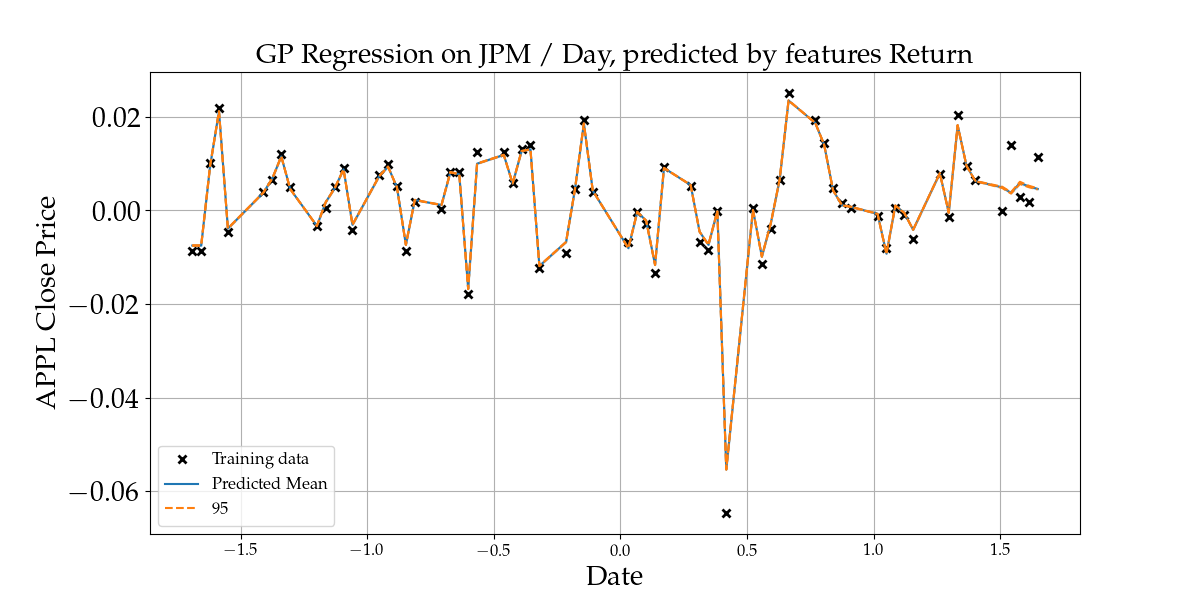 GP Regression on JPM / Day, predicted by features Return
APPL Close Price
0.02
0.00
−0.02
−0.04
−0.06
Training data
Predicted Mean
95
−1.5 −1.0 −0.5 0.0 0.5 1.0 1.5
Date